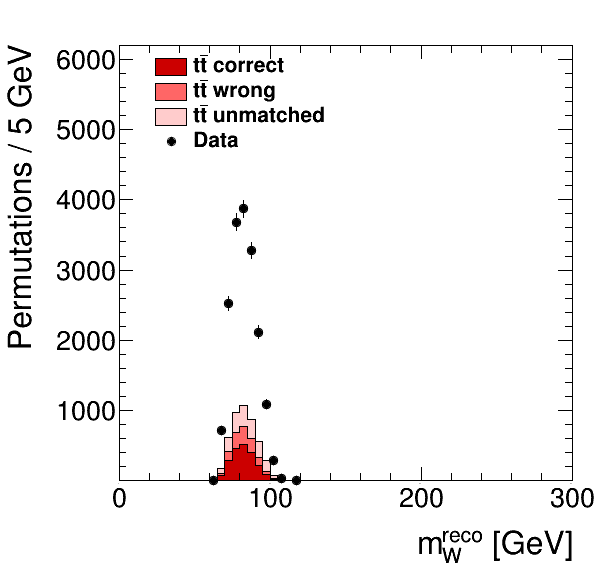 Permutations / 5 GeV
6000
5000
4000
3000
2000
1000
tt̄ correct
tt̄ wrong
tt̄ unmatched
Data
0 100 200 300
m_W^reco [GeV]